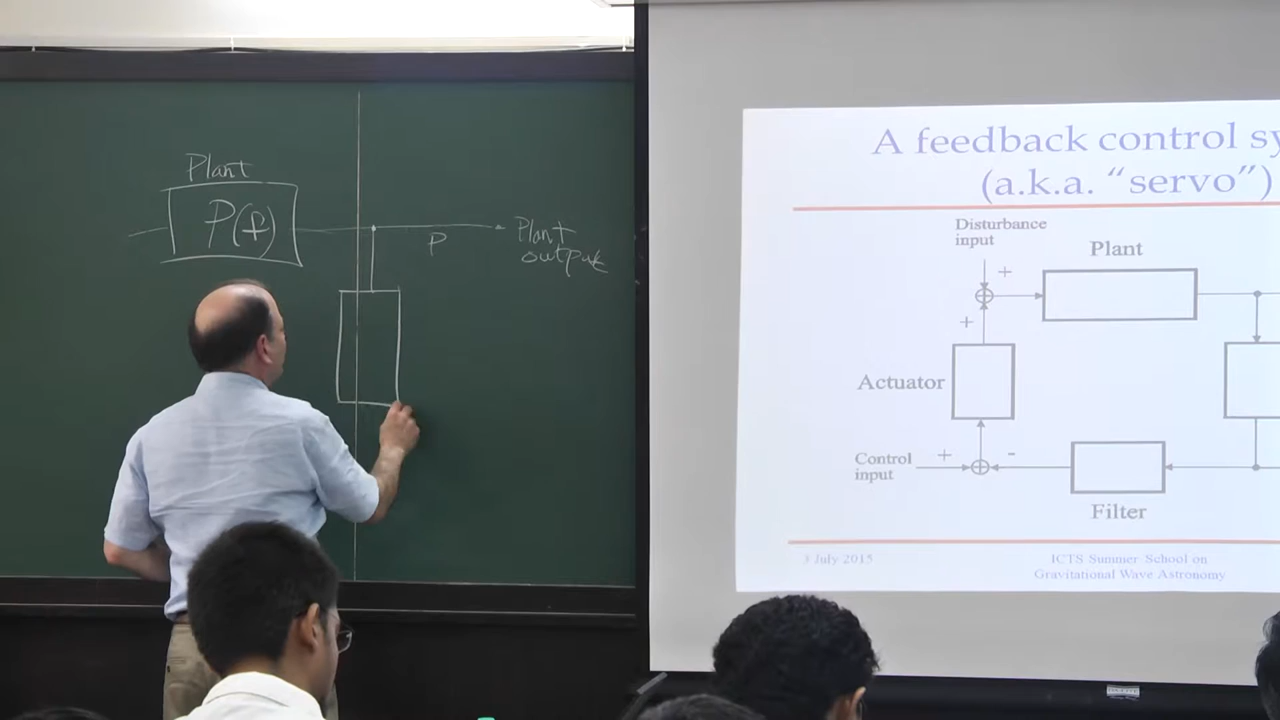 Plant
P(f)
P
Plant
output
A feedback control sy
(a.k.a. "servo")
Disturbance
input
+
Plant
+
Actuator
Control
input
+
-
Filter
3 July 2015
ICTS Summer School on
Gravitational Wave Astronomy